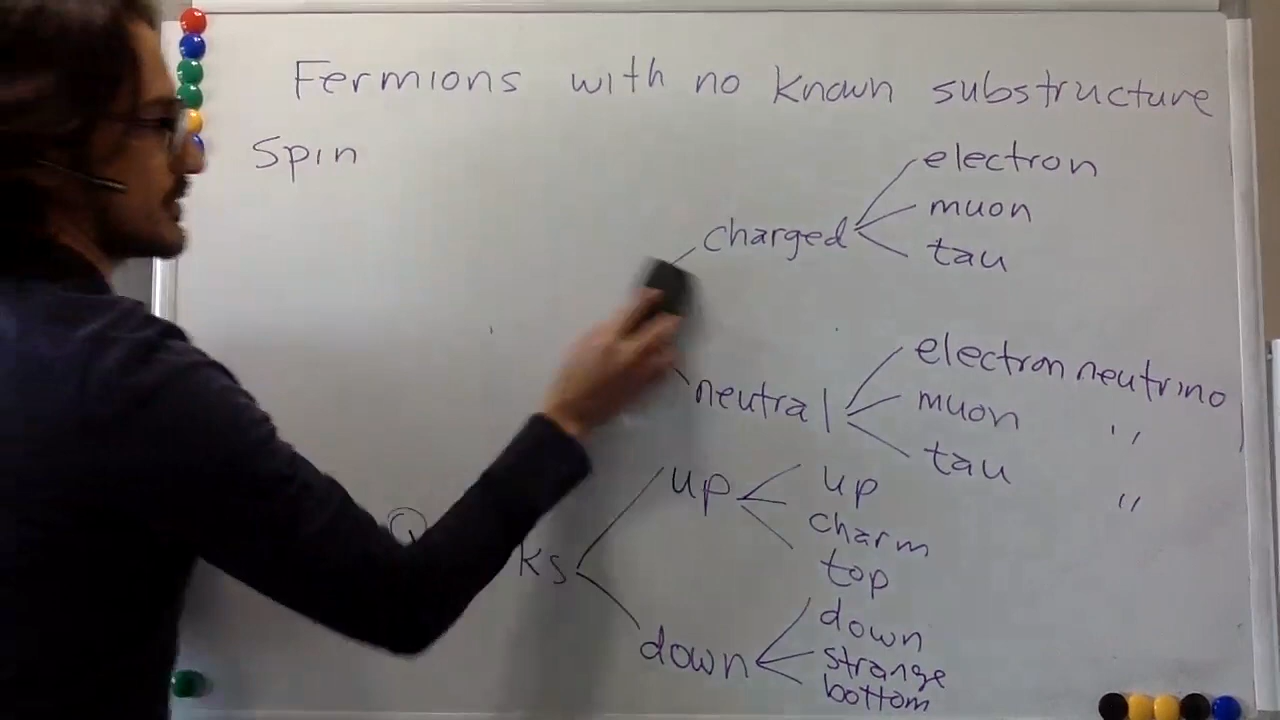 Fermions with no known substructure
Spin
electron
charged
muon
tau
electron neutrino
neutral
muon "
tau "
up
up
charm
ks
top
down
down
strange
bottom